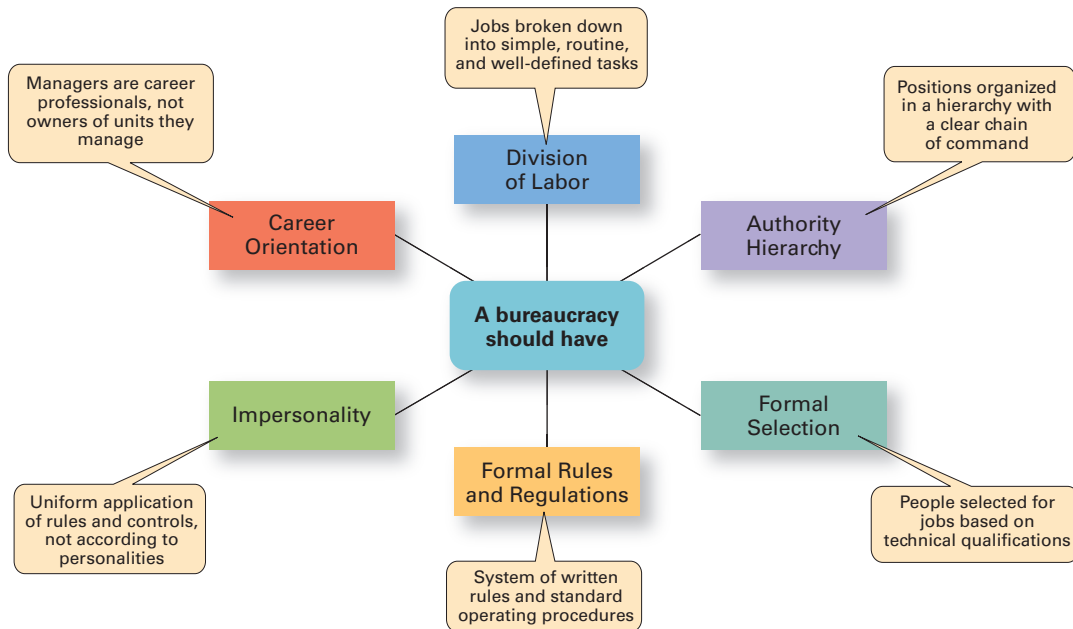 Jobs broken down
into simple, routine,
and well-defined tasks
Managers are career
professionals, not
owners of units they
manage
Positions organized
in a hierarchy with
a clear chain
of command
Division
of Labor
Career
Orientation
Authority
Hierarchy
A bureaucracy
should have
Impersonality
Formal
Selection
Formal Rules
and Regulations
Uniform application
of rules and controls,
not according to
personalities
People selected for
jobs based on
technical qualifications
System of written
rules and standard
operating procedures